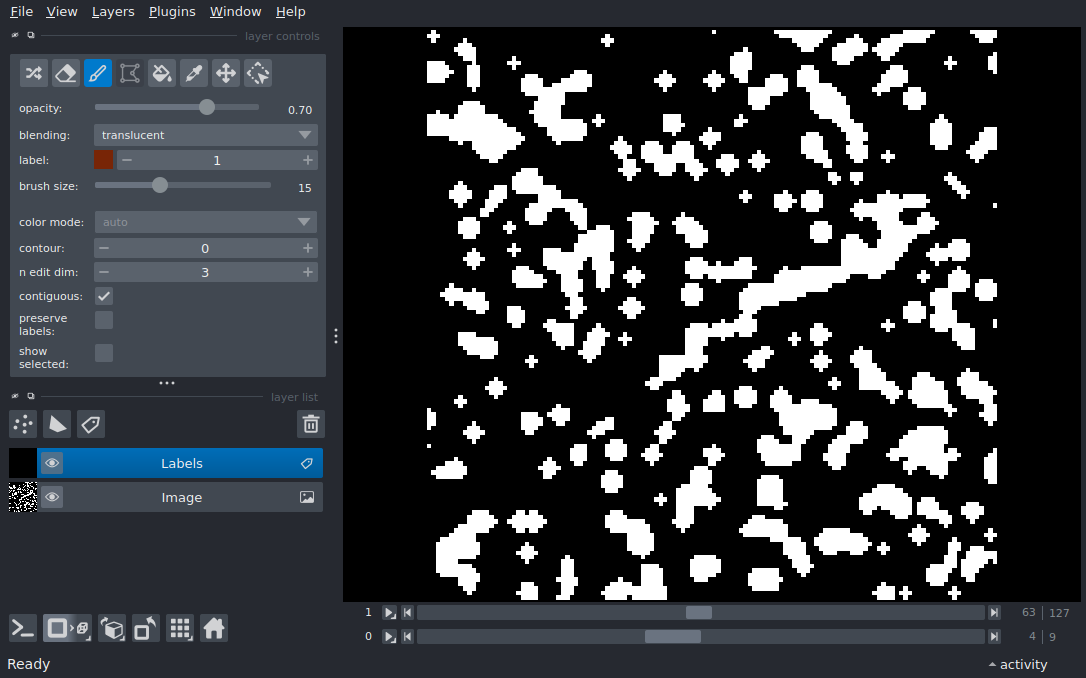 File View Layers Plugins Window Help
layer controls
opacity: 0.70
blending: translucent
label: 1
brush size: 15
color mode: auto
contour: 0
n edit dim: 3
contiguous:
preserve
labels:
show
selected:
layer list
Labels
Image
1 63 127
0 4 9
Ready activity